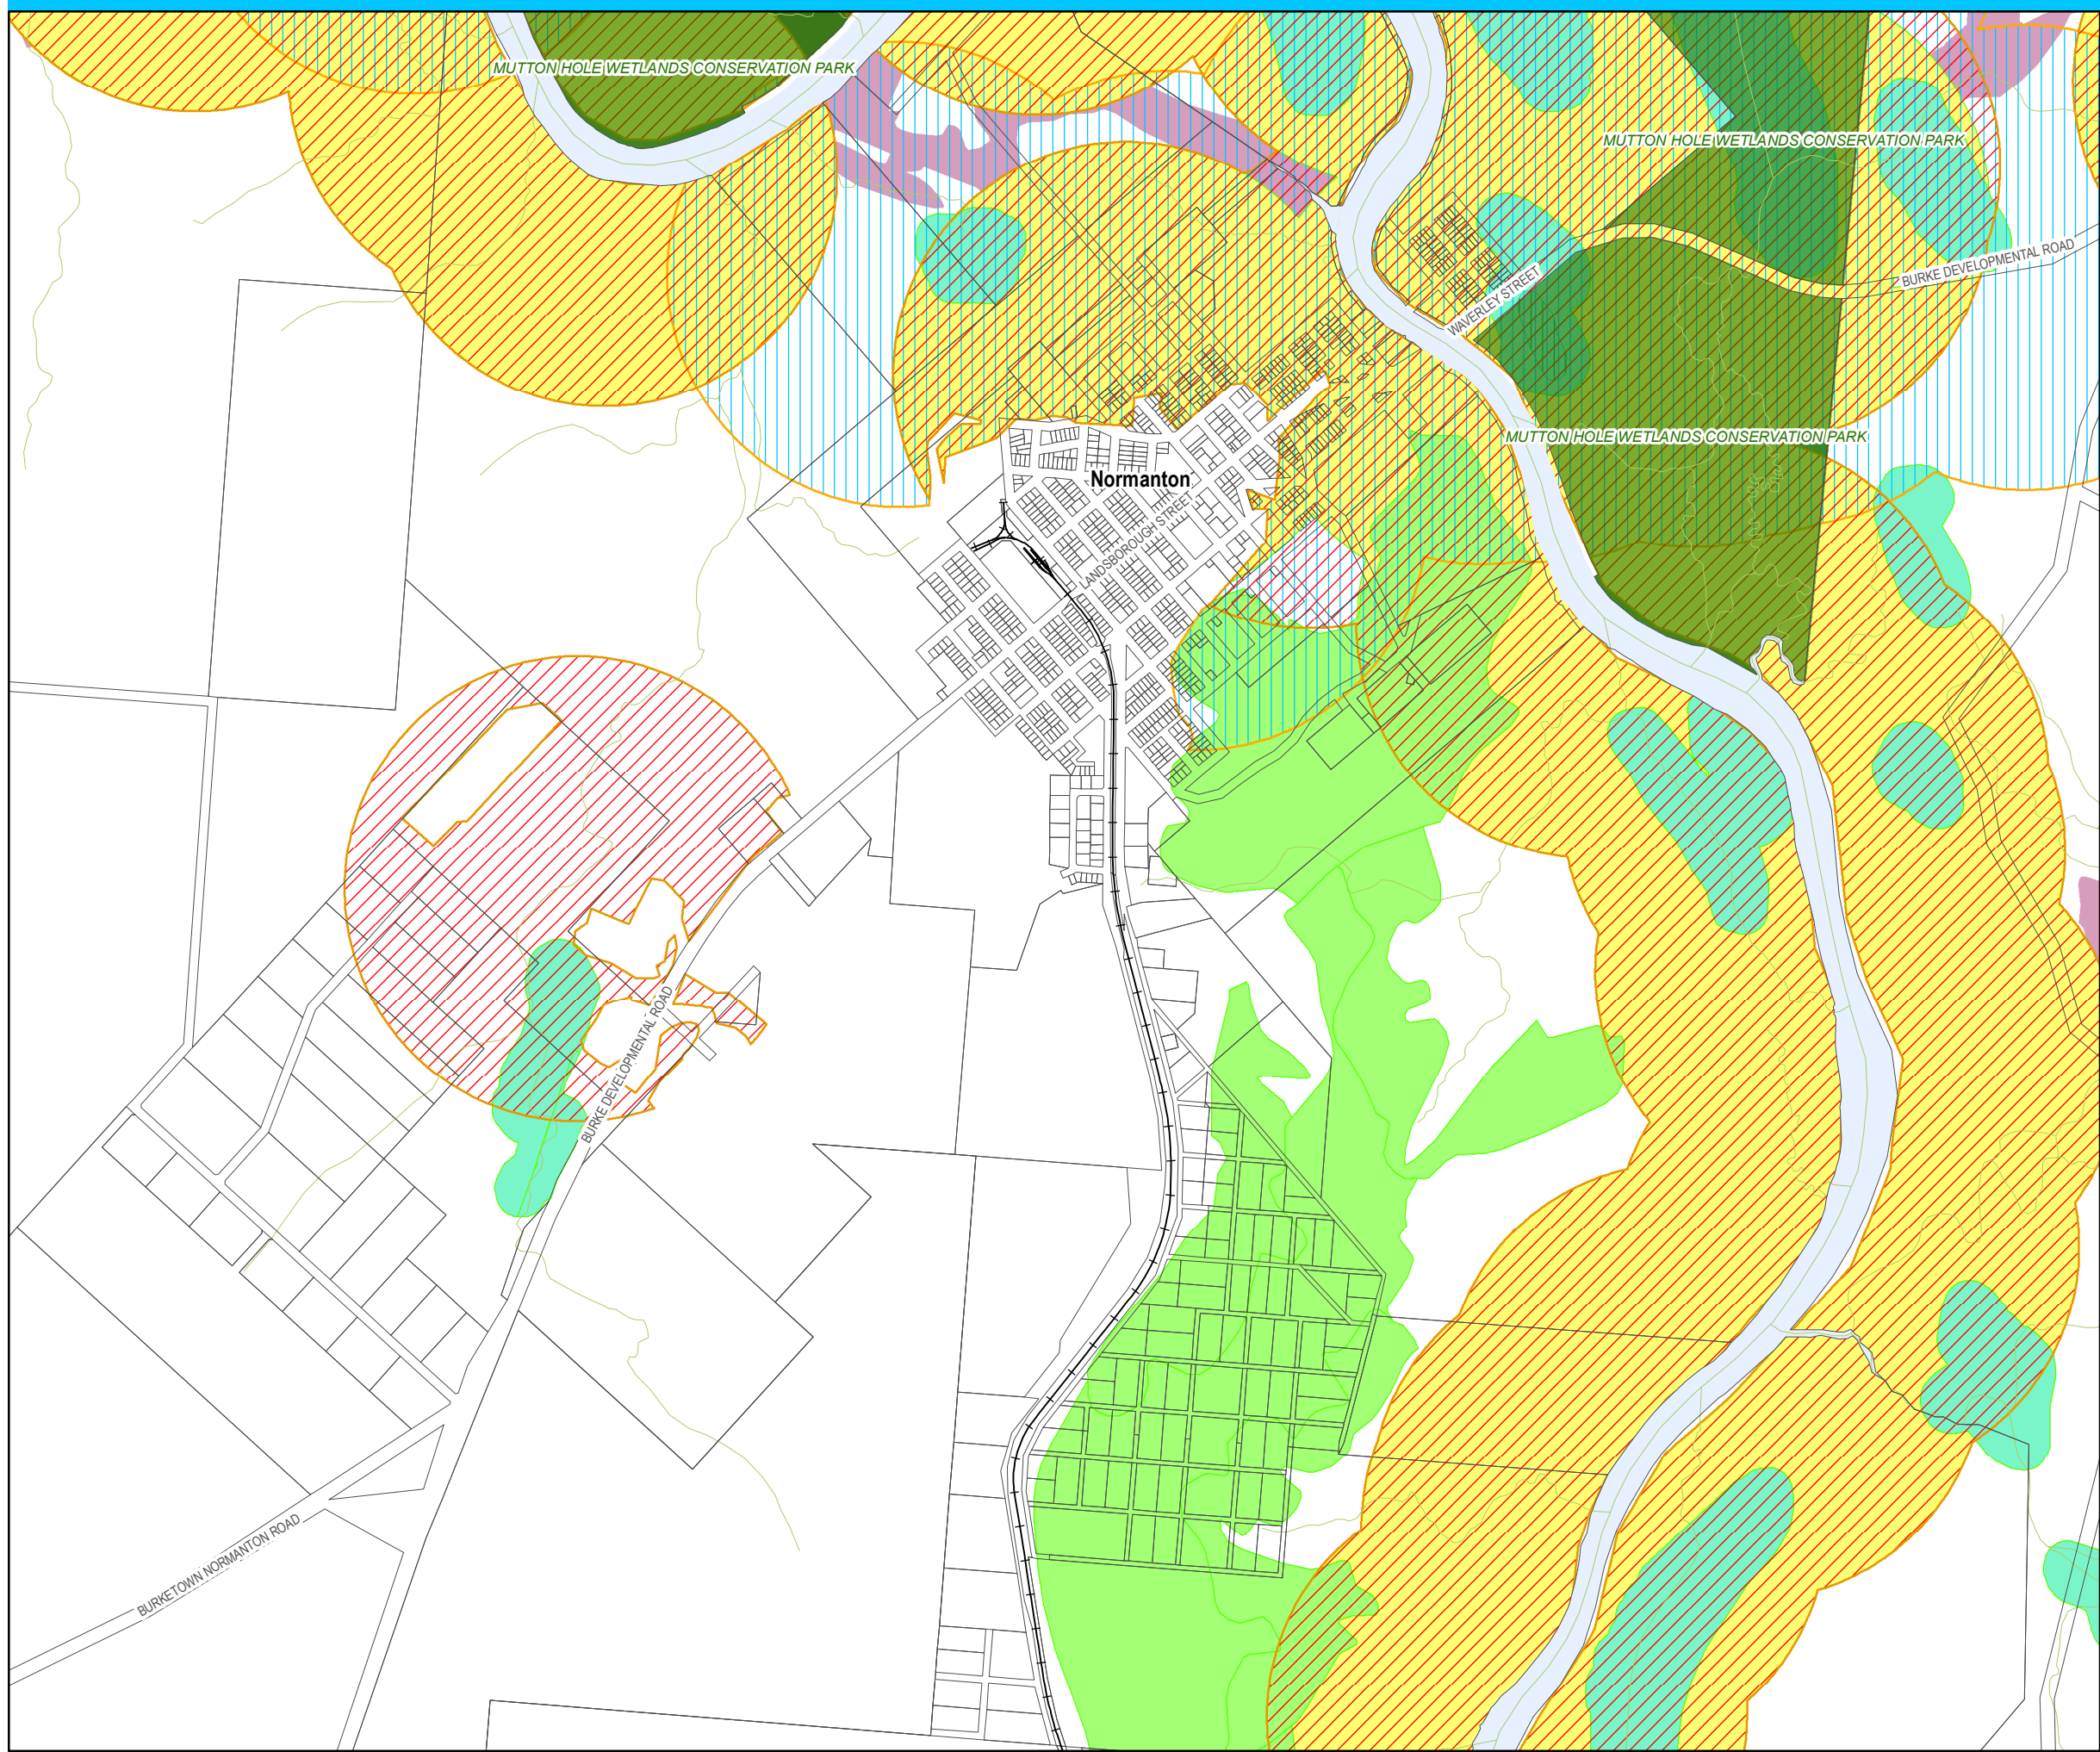 MUTTON HOLE WETLANDS CONSERVATION PARK
MUTTON HOLE WETLANDS CONSERVATION PARK
BURKE DEVELOPMENTAL ROAD
WAVERLEY STREET
MUTTON HOLE WETLANDS CONSERVATION PARK
Normanton
LANDSBOROUGH STREET
BURKE DEVELOPMENTAL ROAD
BURKETOWN NORMANTON ROAD